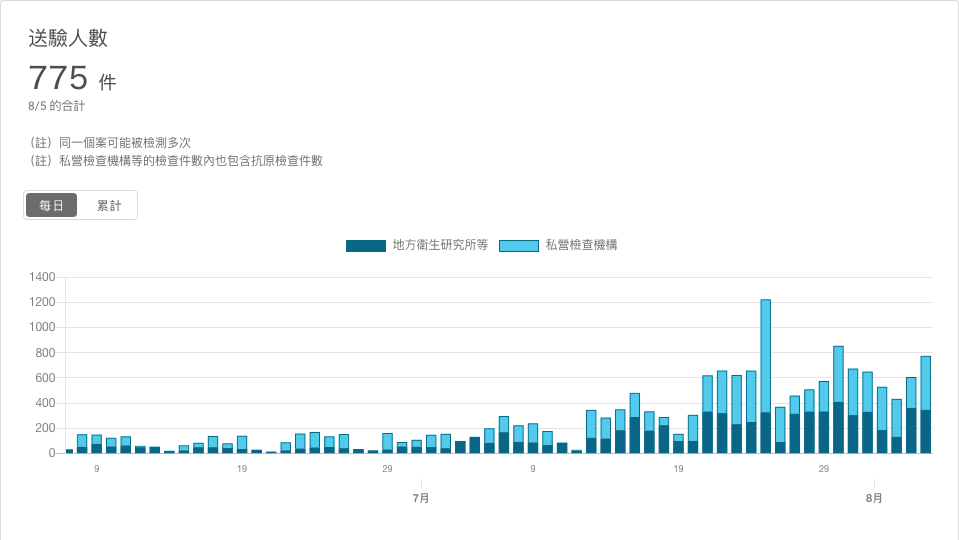 送驗人數
775 件
8/5 的合計
（註）同一個案可能被檢測多次
（註）私營檢查機構等的檢查件數內也包含抗原檢查件數
每日 累計
地方衛生研究所等 私營檢查機構
1400
1200
1000
800
600
400
200
0
9 19 29 9 19 29
7月 8月